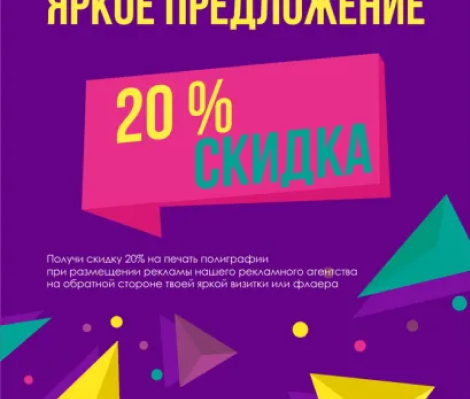 ЯРКОЕ ПРЕДЛОЖЕНИЕ
20 %
СКИДКА
Получи скидку 20% на печать полиграфии
при размещении рекламы нашего рекламного агентства
на обратной стороне твоей яркой визитки или флаера